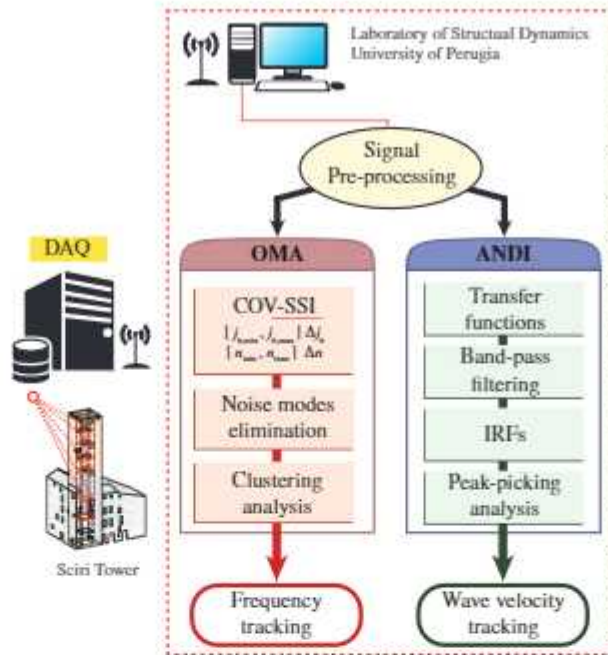 Laboratory of Structual Dynamics
University of Perugia
Signal
Pre-processing
DAQ
Sciri Tower
OMA
COV-SSI
Noise modes
elimination
Clustering
analysis
Frequency
tracking
ANDI
Transfer
functions
Band-pass
filtering
IRFs
Peak-picking
analysis
Wave velocity
tracking